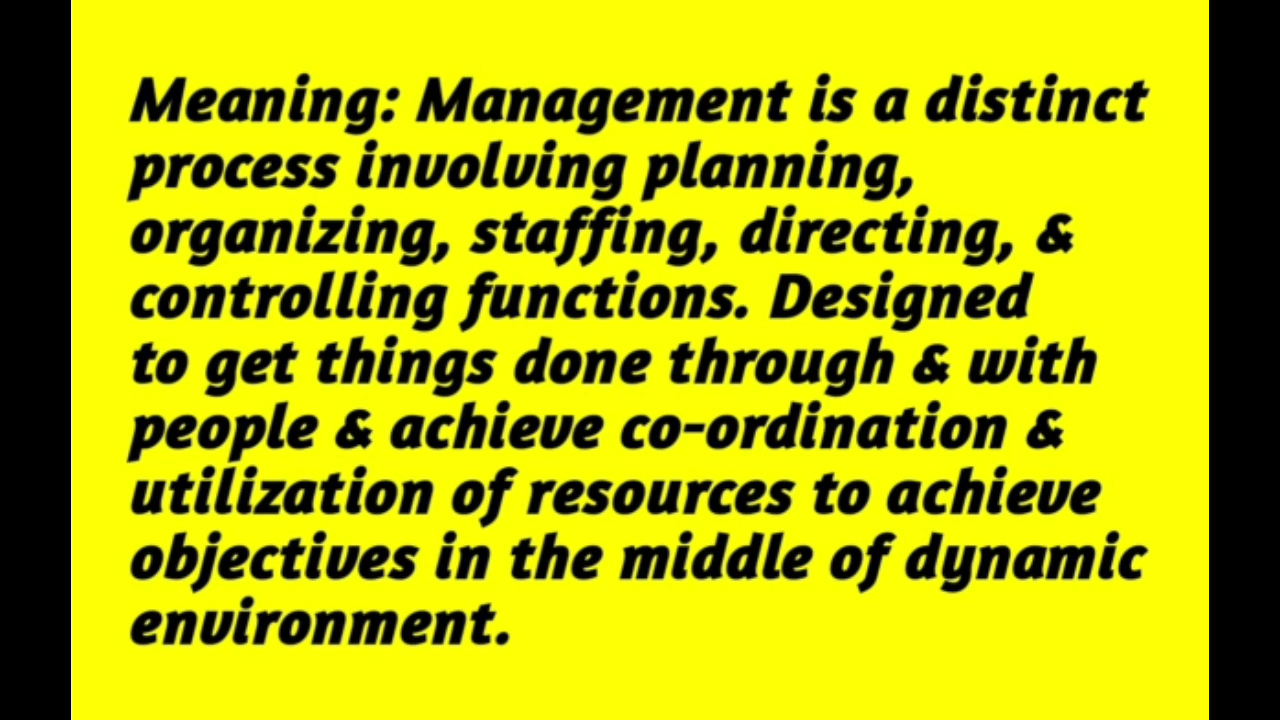 Meaning: Management is a distinct
process involving planning,
organizing, staffing, directing, &
controlling functions. Designed
to get things done through & with
people & achieve co-ordination &
utilization of resources to achieve
objectives in the middle of dynamic
environment.